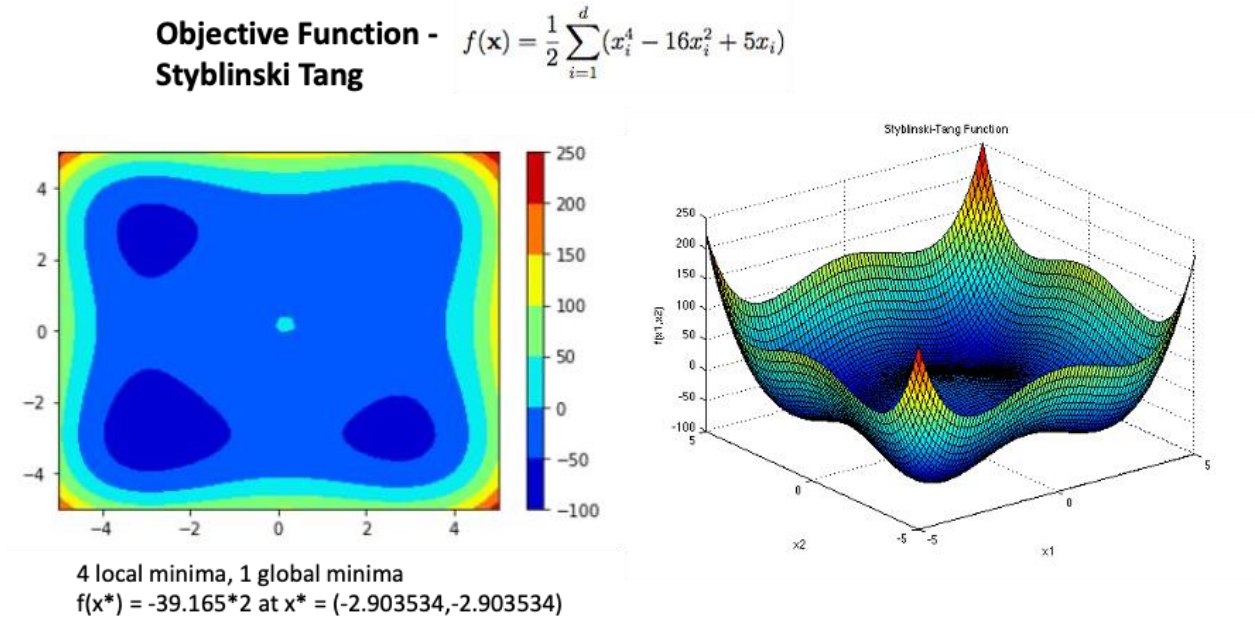 Objective Function -
Styblinski Tang
f(x) = \frac{1}{2} \sum_{i=1}^{d} (x_i^4 - 16x_i^2 + 5x_i)
4
2
0
−2
−4
−4 −2 0 2 4
250
200
150
100
50
0
−50
−100
Styblinski-Tang Function
250
200
150
100
50
0
-50
-100
f(x1,x2)
5
0
-5
x2
-5
0
5
x1
4 local minima, 1 global minima
f(x*) = -39.165*2 at x* = (-2.903534,-2.903534)